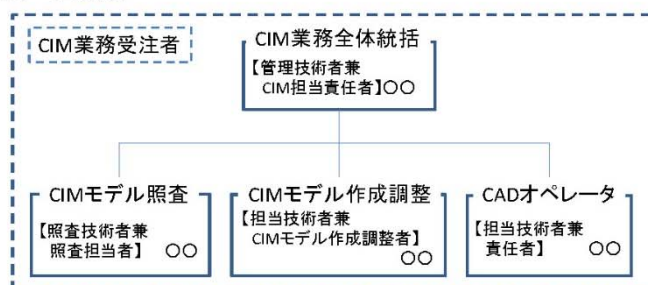 CIM業務受注者
CIM業務全体統括
【管理技術者兼
CIM担当責任者】〇〇
CIMモデル照査
【照査技術者兼
照査担当者】 〇〇
CIMモデル作成調整
【担当技術者兼
CIMモデル作成調整者】
〇〇
CADオペレータ
【担当技術者兼
責任者】 〇〇